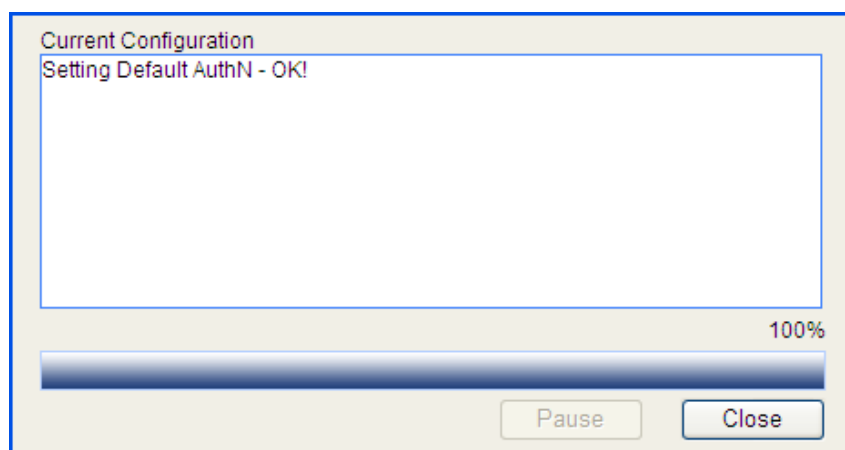 Current Configuration
Setting Default AuthN - OK!
100%
Pause
Close